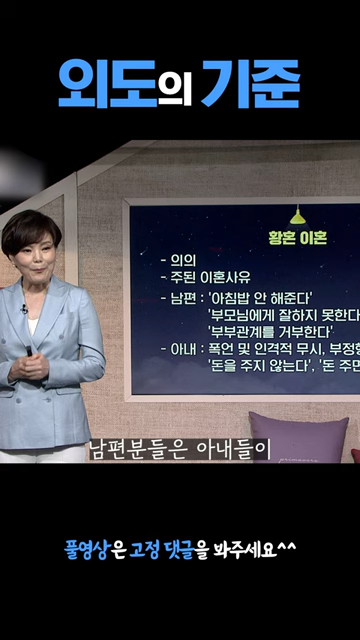 외도의 기준
황혼 이혼
- 의의
- 주된 이혼사유
- 남편 : '아침밥 안 해준다'
'부모님에게 잘하지 못한다
'부부관계를 거부한다'
- 아내 : 폭언 및 인격적 무시, 부정한
'돈을 주지 않는다', '돈 주면
남편분들은 아내들이
풀영상은 고정 댓글을 봐주세요^^